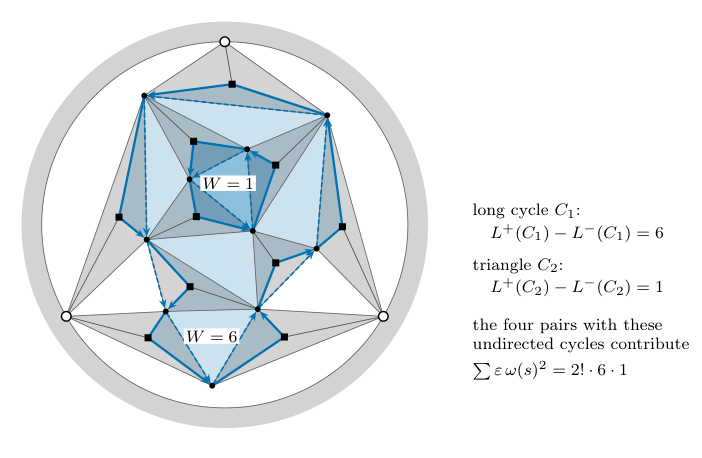 W = 1
W = 6
long cycle C₁:
L⁺(C₁) − L⁻(C₁) = 6
triangle C₂:
L⁺(C₂) − L⁻(C₂) = 1
the four pairs with these
undirected cycles contribute
∑ ε ω(s)² = 2! · 6 · 1